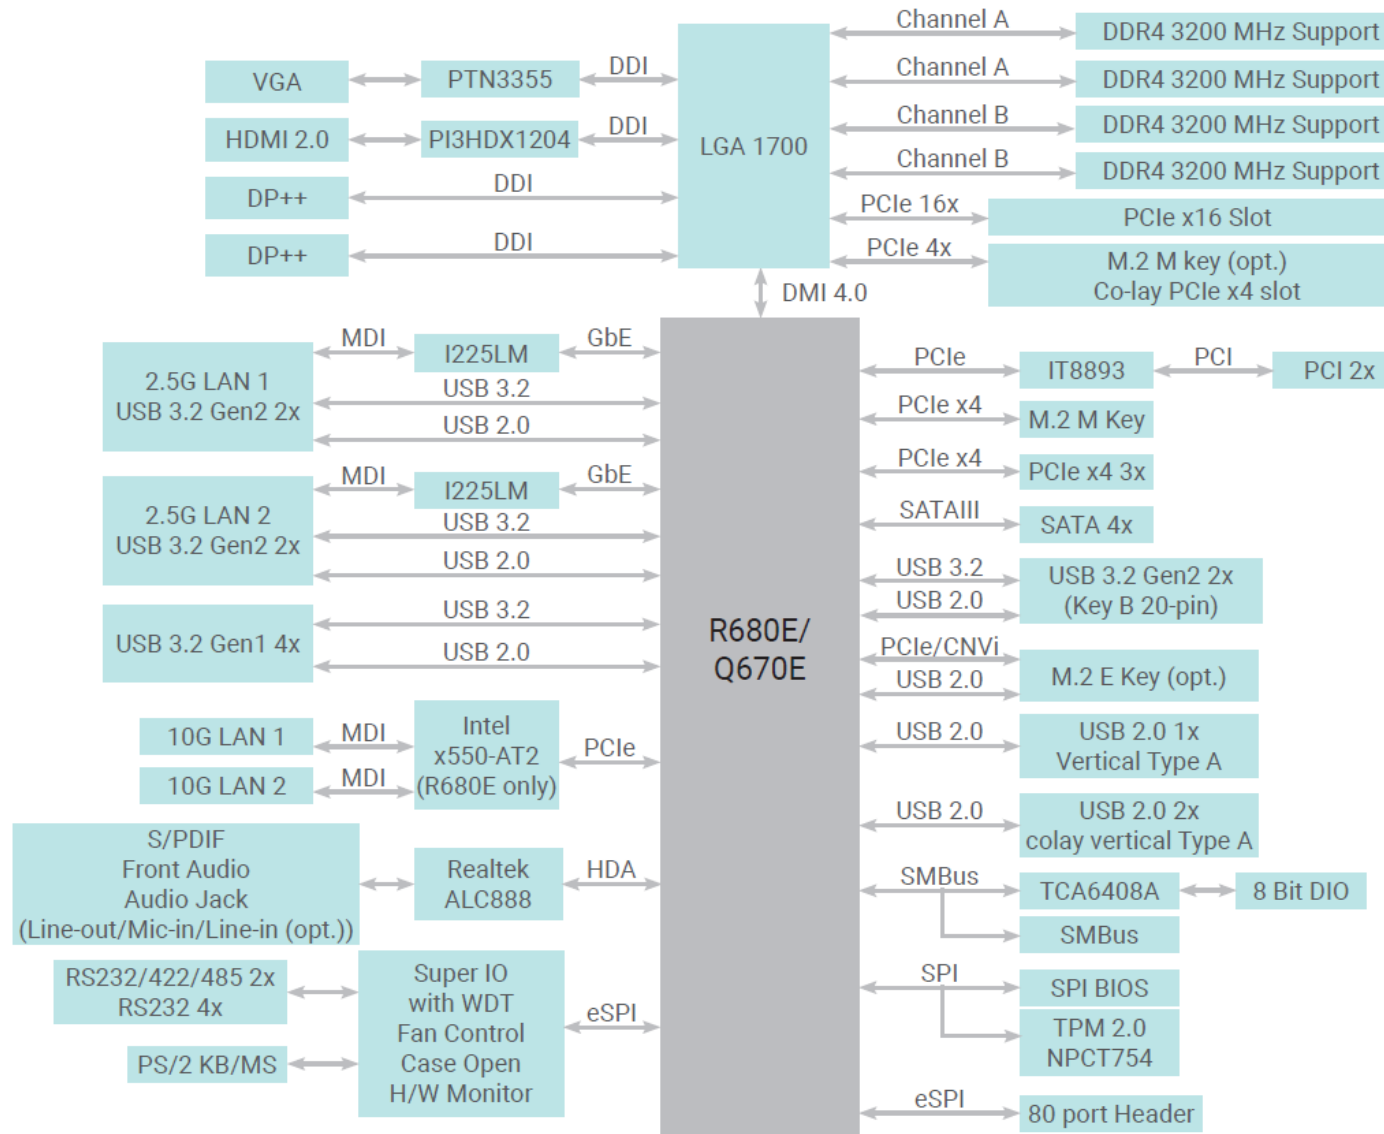 Channel A
DDR4 3200 MHz Support
VGA
PTN3355
DDI
Channel A
DDR4 3200 MHz Support
HDMI 2.0
PI3HDX1204
DDI
LGA 1700
Channel B
DDR4 3200 MHz Support
Channel B
DDR4 3200 MHz Support
DP++
DDI
PCIe 16x
PCIe x16 Slot
DP++
DDI
PCIe 4x
M.2 M key (opt.)
Co-lay PCIe x4 slot
DMI 4.0
2.5G LAN 1
USB 3.2 Gen2 2x
MDI
I225LM
GbE
USB 3.2
USB 2.0
2.5G LAN 2
USB 3.2 Gen2 2x
MDI
I225LM
GbE
USB 3.2
USB 2.0
USB 3.2 Gen1 4x
USB 3.2
USB 2.0
R680E/
Q670E
10G LAN 1
MDI
10G LAN 2
MDI
Intel
x550-AT2
(R680E only)
PCIe
S/PDIF
Front Audio
Audio Jack
(Line-out/Mic-in/Line-in (opt.))
Realtek
ALC888
HDA
RS232/422/485 2x
RS232 4x
PS/2 KB/MS
Super IO
with WDT
Fan Control
Case Open
H/W Monitor
eSPI
PCIe
IT8893
PCI
PCI 2x
PCIe x4
M.2 M Key
PCIe x4
PCIe x4 3x
SATAIII
SATA 4x
USB 3.2
USB 2.0
USB 3.2 Gen2 2x
(Key B 20-pin)
PCIe/CNVi
USB 2.0
M.2 E Key (opt.)
USB 2.0
USB 2.0 1x
Vertical Type A
USB 2.0
USB 2.0 2x
colay vertical Type A
SMBus
TCA6408A
8 Bit DIO
SMBus
SPI
SPI BIOS
TPM 2.0
NPCT754
eSPI
80 port Header